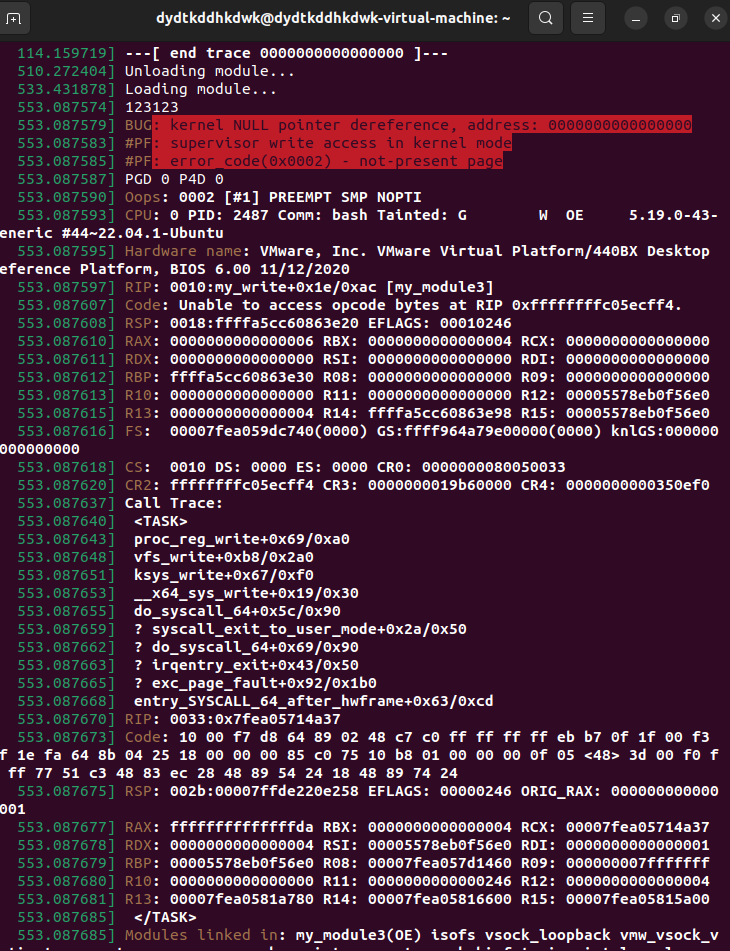 dydtkddhkdwk@dydtkddhkdwk-virtual-machine: ~
114.159719] ---[ end trace 0000000000000000 ]---
510.272404] Unloading module...
533.431878] Loading module...
553.087574] 123123
553.087579] BUG: kernel NULL pointer dereference, address: 0000000000000000
553.087583] #PF: supervisor write access in kernel mode
553.087585] #PF: error_code(0x0002) - not-present page
553.087587] PGD 0 P4D 0
553.087590] Oops: 0002 [#1] PREEMPT SMP NOPTI
553.087593] CPU: 0 PID: 2487 Comm: bash Tainted: G        W  OE     5.19.0-43-
eneric #44~22.04.1-Ubuntu
553.087595] Hardware name: VMware, Inc. VMware Virtual Platform/440BX Desktop
eference Platform, BIOS 6.00 11/12/2020
553.087597] RIP: 0010:my_write+0x1e/0xac [my_module3]
553.087607] Code: Unable to access opcode bytes at RIP 0xffffffffc05ecff4.
553.087608] RSP: 0018:ffffa5cc60863e20 EFLAGS: 00010246
553.087610] RAX: 0000000000000006 RBX: 0000000000000004 RCX: 0000000000000000
553.087611] RDX: 0000000000000000 RSI: 0000000000000000 RDI: 0000000000000000
553.087612] RBP: ffffa5cc60863e30 R08: 0000000000000000 R09: 0000000000000000
553.087613] R10: 0000000000000000 R11: 0000000000000000 R12: 00005578eb0f56e0
553.087615] R13: 0000000000000004 R14: ffffa5cc60863e98 R15: 00005578eb0f56e0
553.087616] FS:  00007fea059dc740(0000) GS:ffff964a79e00000(0000) knlGS:000000
0000000000
553.087618] CS:  0010 DS: 0000 ES: 0000 CR0: 0000000080050033
553.087620] CR2: ffffffffc05ecff4 CR3: 0000000019b60000 CR4: 0000000000350ef0
553.087637] Call Trace:
553.087640]  <TASK>
553.087643]  proc_reg_write+0x69/0xa0
553.087648]  vfs_write+0xb8/0x2a0
553.087651]  ksys_write+0x67/0xf0
553.087653]  __x64_sys_write+0x19/0x30
553.087655]  do_syscall_64+0x5c/0x90
553.087659]  ? syscall_exit_to_user_mode+0x2a/0x50
553.087662]  ? do_syscall_64+0x69/0x90
553.087663]  ? irqentry_exit+0x43/0x50
553.087665]  ? exc_page_fault+0x92/0x1b0
553.087668]  entry_SYSCALL_64_after_hwframe+0x63/0xcd
553.087670] RIP: 0033:0x7fea05714a37
553.087673] Code: 10 00 f7 d8 64 89 02 48 c7 c0 ff ff ff ff eb b7 0f 1f 00 f3
f 1e fa 64 8b 04 25 18 00 00 00 85 c0 75 10 b8 01 00 00 00 0f 05 <48> 3d 00 f0 f
ff 77 51 c3 48 83 ec 28 48 89 54 24 18 48 89 74 24
553.087675] RSP: 002b:00007ffde220e258 EFLAGS: 00000246 ORIG_RAX: 000000000000
001
553.087677] RAX: ffffffffffffffda RBX: 0000000000000004 RCX: 00007fea05714a37
553.087678] RDX: 0000000000000004 RSI: 00005578eb0f56e0 RDI: 0000000000000001
553.087679] RBP: 00005578eb0f56e0 R08: 00007fea057d1460 R09: 000000007fffffff
553.087680] R10: 0000000000000000 R11: 0000000000000246 R12: 0000000000000004
553.087681] R13: 00007fea0581a780 R14: 00007fea05816600 R15: 00007fea05815a00
553.087685]  </TASK>
553.087685] Modules linked in: my_module3(OE) isofs vsock_loopback vmw_vsock_v